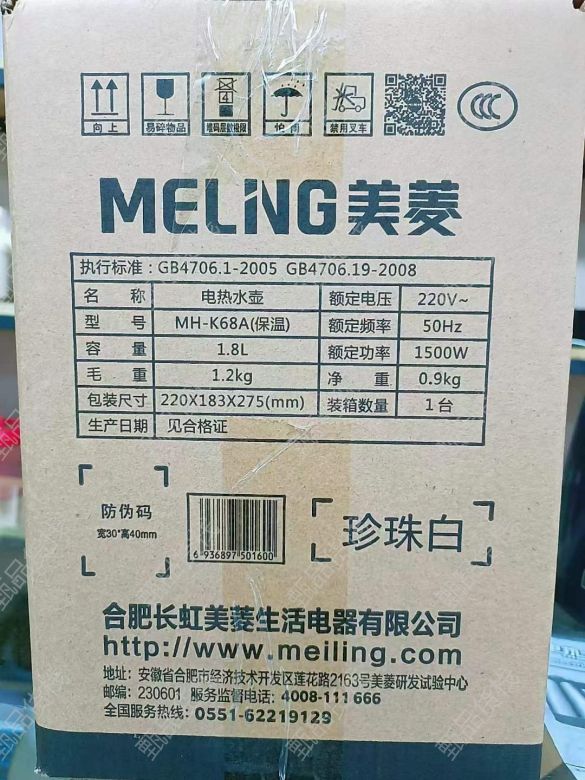 向上 易碎物品 4 堆码层数极限 怕雨 禁用叉车 CCC
MELING美菱
执行标准：GB4706.1-2005 GB4706.19-2008
名 称 电热水壶 额定电压 220V~
型 号 MH-K68A(保温) 额定频率 50Hz
容 量 1.8L 额定功率 1500W
毛 重 1.2kg 净 重 0.9kg
包装尺寸 220X183X275(mm) 装箱数量 1台
生产日期 见合格证
防伪码
宽30*高40mm
6 936897 501600
珍珠白
合肥长虹美菱生活电器有限公司
http://www.meiling.com
地址：安徽省合肥市经济技术开发区莲花路2163号美菱研发试验中心
邮编：230601 服务监督电话：4008-111666
全国服务热线：0551-62219129